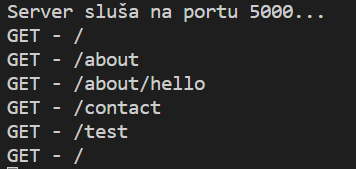 Server sluša na portu 5000...
GET - /
GET - /about
GET - /about/hello
GET - /contact
GET - /test
GET - /